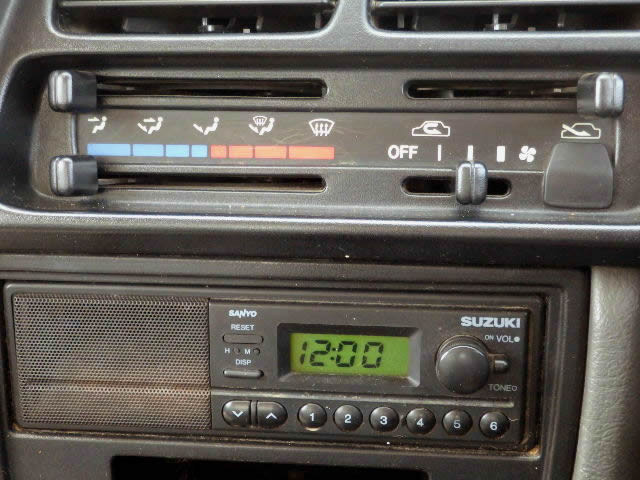 OFF
SANYO
SUZUKI
RESET
ON VOL
H M
12:00
DISP
TONE
1 2 3 4 5 6